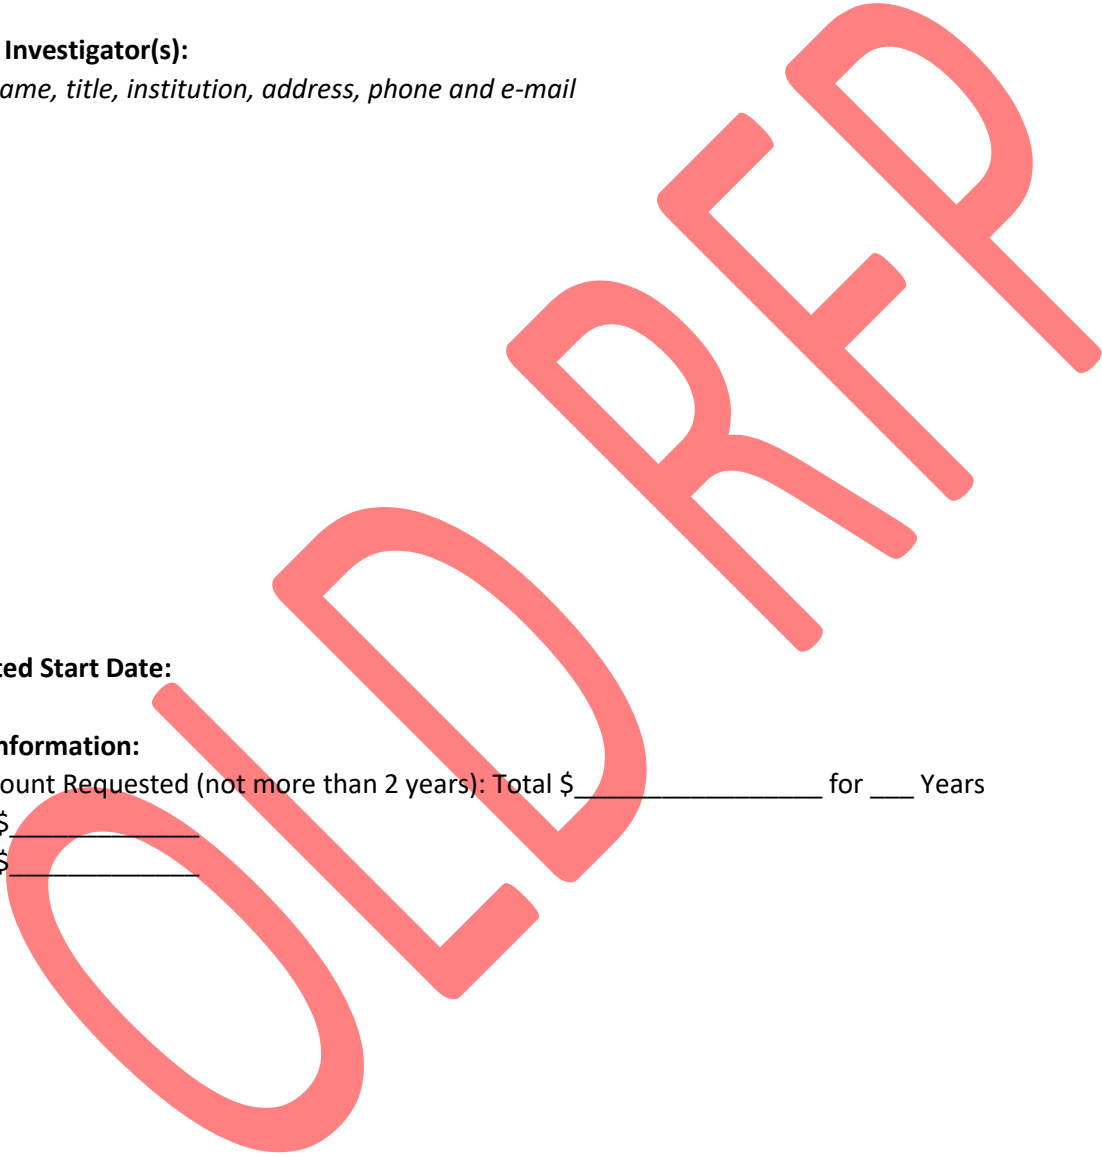 Investigator(s):
ame, title, institution, address, phone and e-mail
ted Start Date:
nformation:
ount Requested (not more than 2 years): Total $_________________ for ___ Years
$_____________
$_____________
OLD RFP